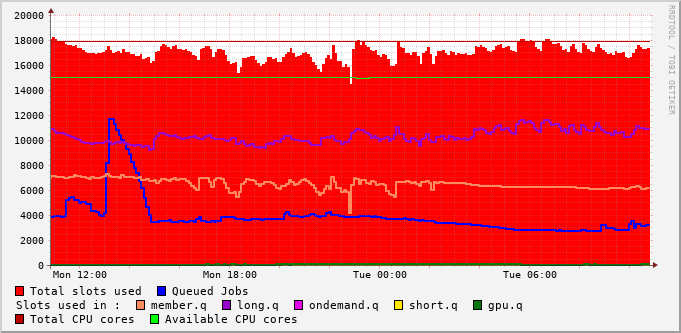 RRDTOOL / TOBI OETIKER
20000
18000
16000
14000
12000
10000
8000
6000
4000
2000
0
Mon 12:00 Mon 18:00 Tue 00:00 Tue 06:00
Total slots used Queued Jobs
Slots used in : member.q long.q ondemand.q short.q gpu.q
Total CPU cores Available CPU cores